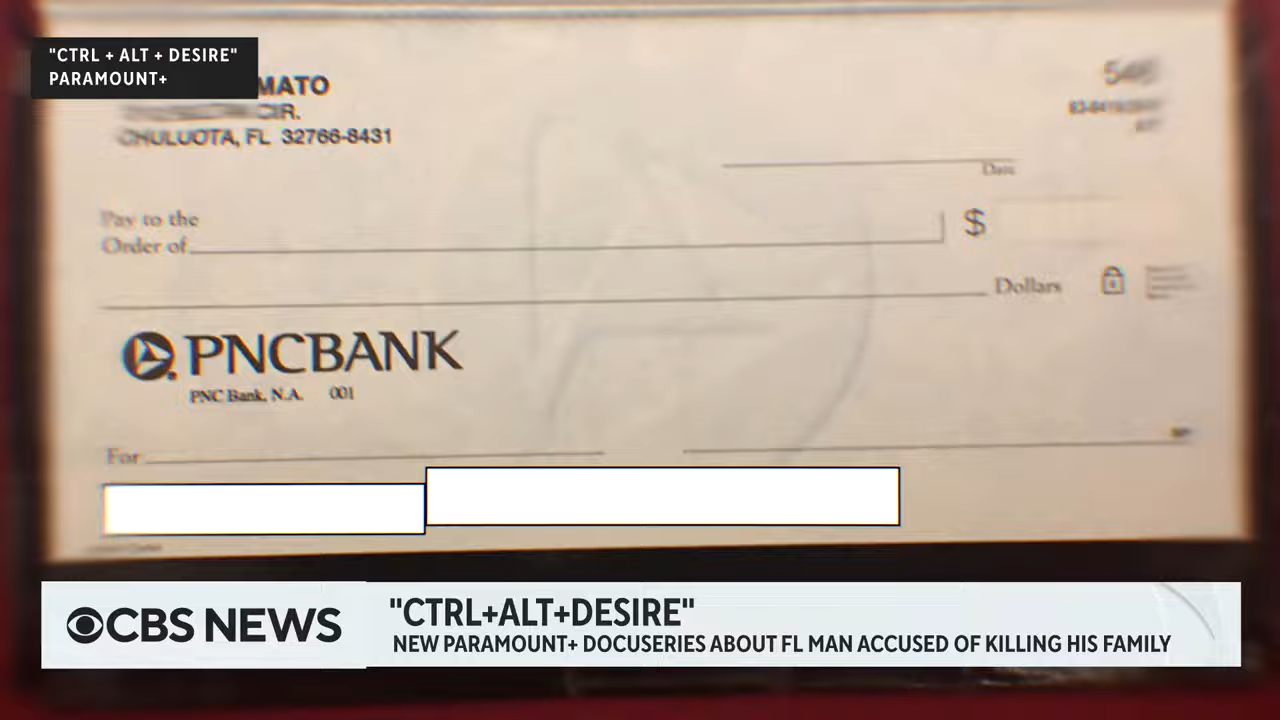 "CTRL + ALT + DESIRE"
PARAMOUNT+
MATO
CIR.
CHULUOTA, FL 32766-8431
Date
Pay to the
Order of
$
Dollars
PNCBANK
PNC Bank, N.A. 001
For
CBS NEWS
"CTRL+ALT+DESIRE"
NEW PARAMOUNT+ DOCUSERIES ABOUT FL MAN ACCUSED OF KILLING HIS FAMILY